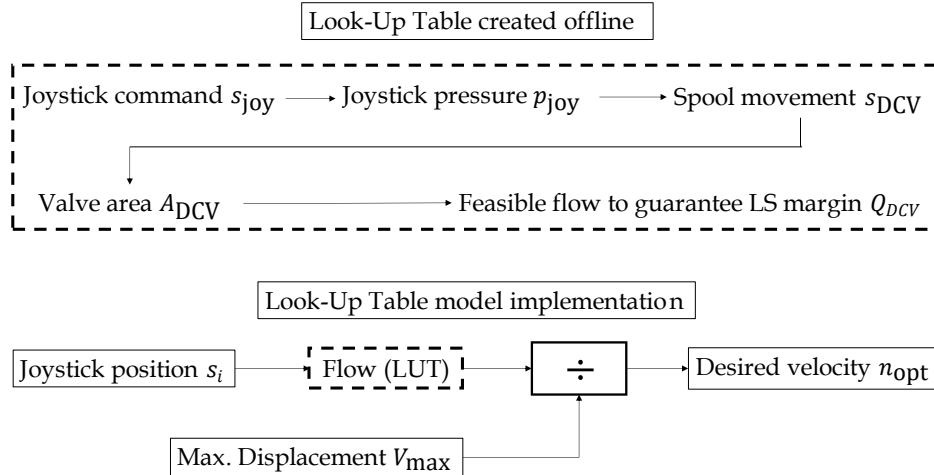 Look-Up Table created offline
Joystick command s_joy → Joystick pressure p_joy → Spool movement s_DCV
Valve area A_DCV → Feasible flow to guarantee LS margin Q_DCV
Look-Up Table model implementation
Joystick position s_i → Flow (LUT) → ÷ → Desired velocity n_opt
Max. Displacement V_max